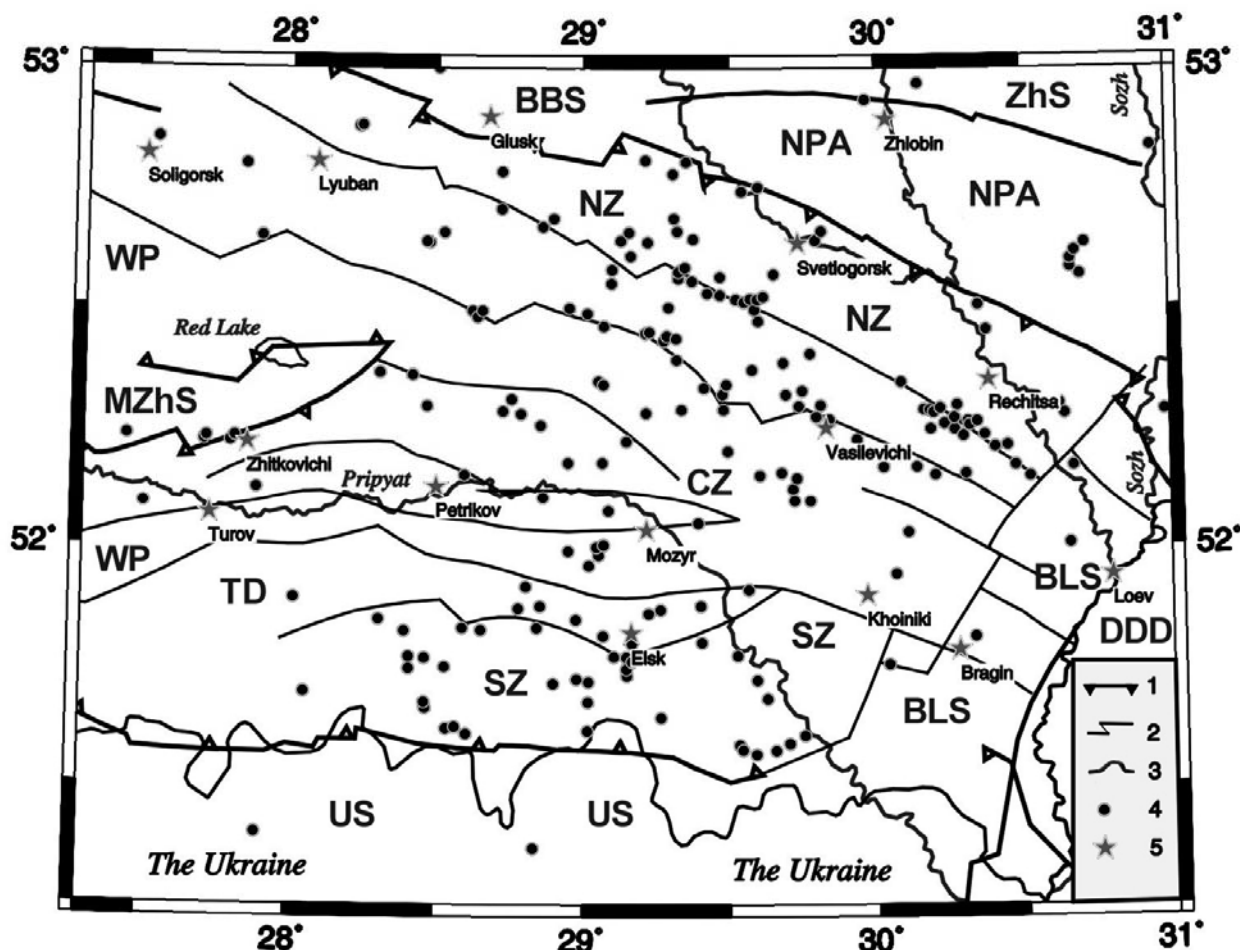 28° 29° 30° 31°
53° 53°
BBS ZhS Sozh
Glusk NPA Zhlobin
Soligorsk Lyuban
NZ NPA
WP
Svetlogorsk
Red Lake NZ
MZhS Rechitsa
Zhitkovichi Vasilevichi
Pripyat CZ Sozh
Petrikov
Turov
52° Mozyr 52°
WP
TD BLS Loev
Khoiniki
SZ DDD
Elsk
Bragin
SZ BLS
1
2
3
4
5
US US
The Ukraine The Ukraine
28° 29° 30° 31°